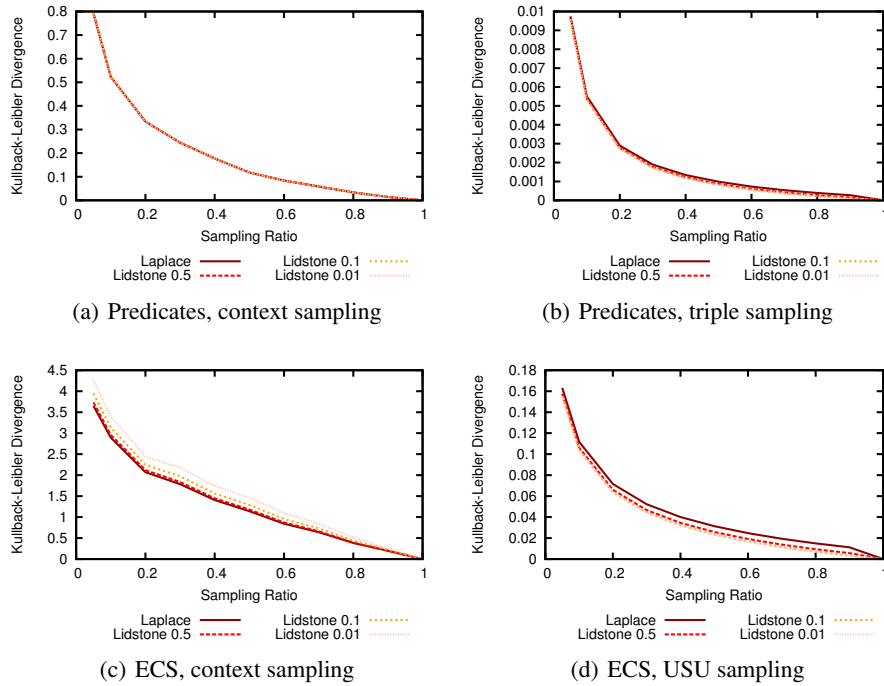 0.8
0.7
0.6
0.5
0.4
0.3
0.2
0.1
0
Kullback-Leibler Divergence
0 0.2 0.4 0.6 0.8 1
Sampling Ratio
Laplace Lidstone 0.1
Lidstone 0.5 Lidstone 0.01
(a) Predicates, context sampling
0.01
0.009
0.008
0.007
0.006
0.005
0.004
0.003
0.002
0.001
0
Kullback-Leibler Divergence
0.2 0.4 0.6 0.8 1
Sampling Ratio
Laplace Lidstone 0.1
Lidstone 0.5 Lidstone 0.01
(b) Predicates, triple sampling
4.5
4
3.5
3
2.5
2
1.5
1
0.5
0
Kullback-Leibler Divergence
0 0.2 0.4 0.6 0.8 1
Sampling Ratio
Laplace Lidstone 0.1
Lidstone 0.5 Lidstone 0.01
(c) ECS, context sampling
0.18
0.16
0.14
0.12
0.1
0.08
0.06
0.04
0.02
0
Kullback-Leibler Divergence
0 0.2 0.4 0.6 0.8 1
Sampling Ratio
Laplace Lidstone 0.1
Lidstone 0.5 Lidstone 0.01
(d) ECS, USU sampling